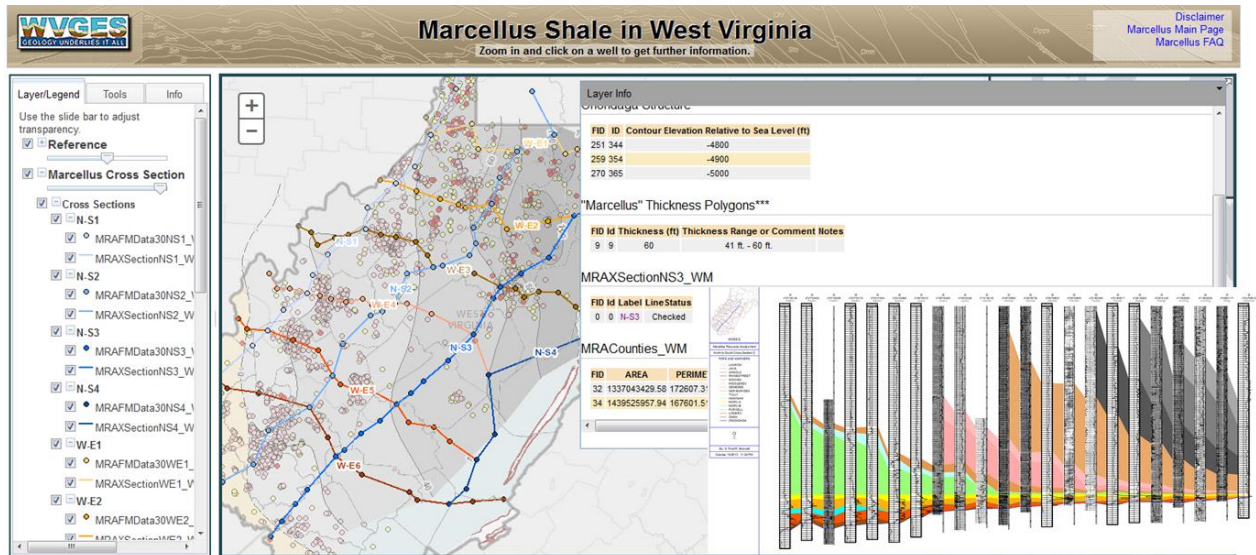 WVGES
GEOLOGY UNDERLIES IT ALL
Marcellus Shale in West Virginia
Zoom in and click on a well to get further information.
Disclaimer
Marcellus Main Page
Marcellus FAQ
Layer/Legend
Tools
Info
Use the slide bar to adjust
transparency.
Reference
Marcellus Cross Section
Cross Sections
N-S1
MRAFMData30NS1_
MRAXSectionNS1_W
N-S2
MRAFMData30NS2_
MRAXSectionNS2_W
N-S3
MRAFMData30NS3_
MRAXSectionNS3_W
N-S4
MRAFMData30NS4_
MRAXSectionNS4_W
W-E1
MRAFMData30WE1_
MRAXSectionWE1_W
W-E2
MRAFMData30WE2_
MRAXSectionWE2_W
+
−
W-E1
W-E2
N-S1
W-E3
N-S2
W-E4
WEST
VIRGINIA
N-S3
N-S4
W-E5
W-E6
Layer Info
Onondaga Structure
FID ID Contour Elevation Relative to Sea Level (ft)
251 344 -4800
259 354 -4900
270 365 -5000
"Marcellus" Thickness Polygons***
FID Id Thickness (ft) Thickness Range or Comment Notes
9 9 60 41 ft. - 60 ft.
MRAXSectionNS3_WM
FID Id Label LineStatus
0 0 N-S3 Checked
MRACounties_WM
FID AREA PERIME
32 1337043429.58 172607.3
34 1439525957.94 167601.5
?